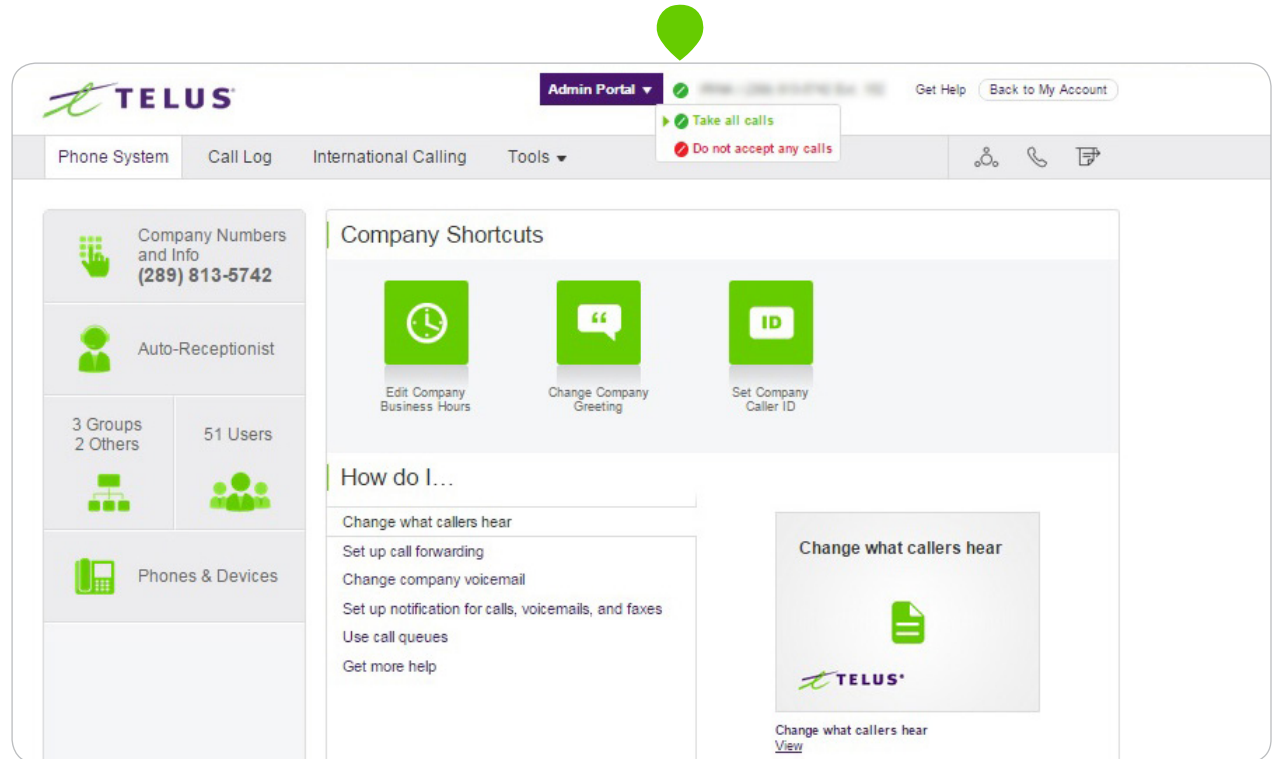 TELUS
Admin Portal
Get Help
Back to My Account
Take all calls
Do not accept any calls
Phone System
Call Log
International Calling
Tools
Company Numbers
and Info
(289) 813-5742
Auto-Receptionist
3 Groups
2 Others
51 Users
Phones & Devices
Company Shortcuts
“
ID
Edit Company
Business Hours
Change Company
Greeting
Set Company
Caller ID
How do I...
Change what callers hear
Set up call forwarding
Change company voicemail
Set up notification for calls, voicemails, and faxes
Use call queues
Get more help
Change what callers hear
TELUS
Change what callers hear
View